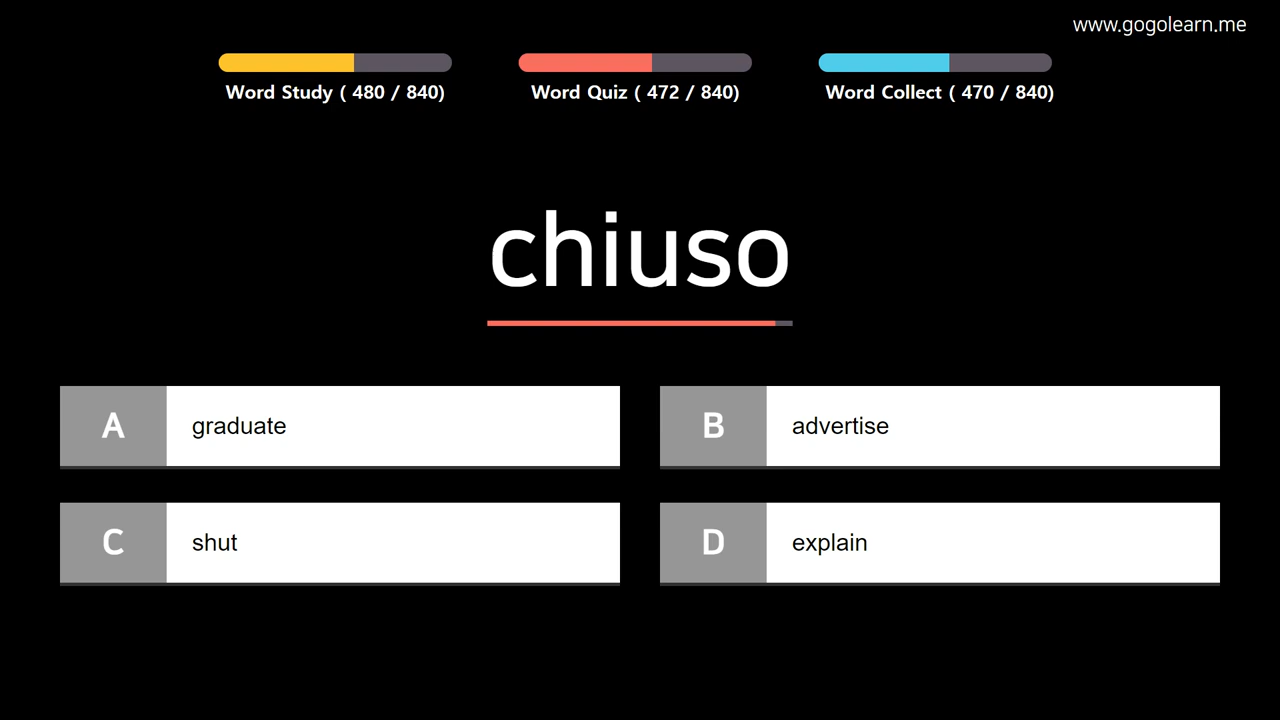 www.gogolearn.me
Word Study ( 480 / 840)
Word Quiz ( 472 / 840)
Word Collect ( 470 / 840)
chiuso
A graduate
B advertise
C shut
D explain